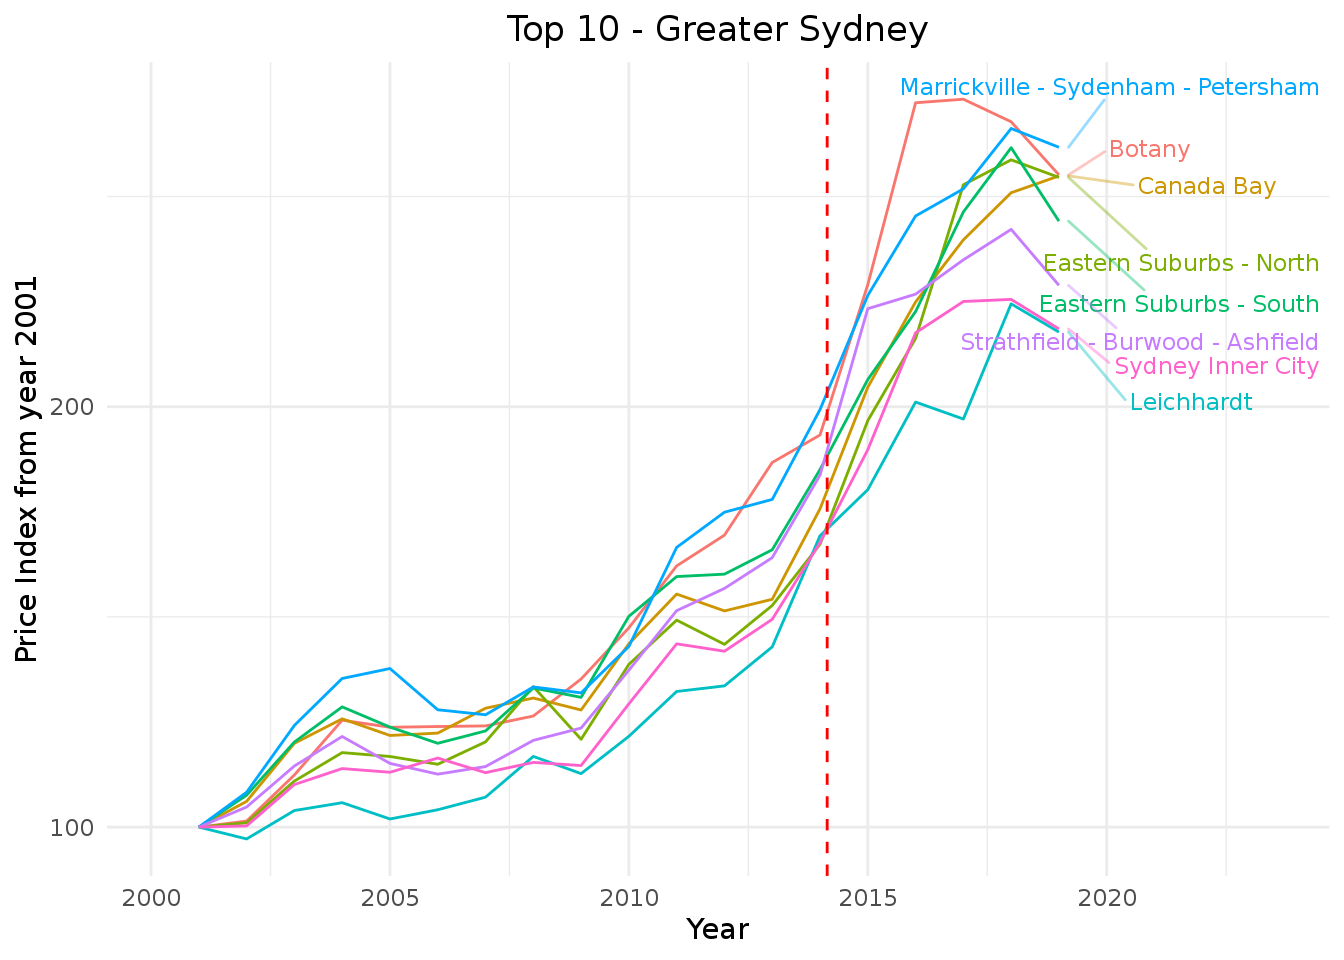 Top 10 - Greater Sydney
Marrickville - Sydenham - Petersham
Botany
Canada Bay
Eastern Suburbs - North
Eastern Suburbs - South
Strathfield - Burwood - Ashfield
Sydney Inner City
Leichhardt
Price Index from year 2001
200
100
2000
2005
2010
2015
2020
Year